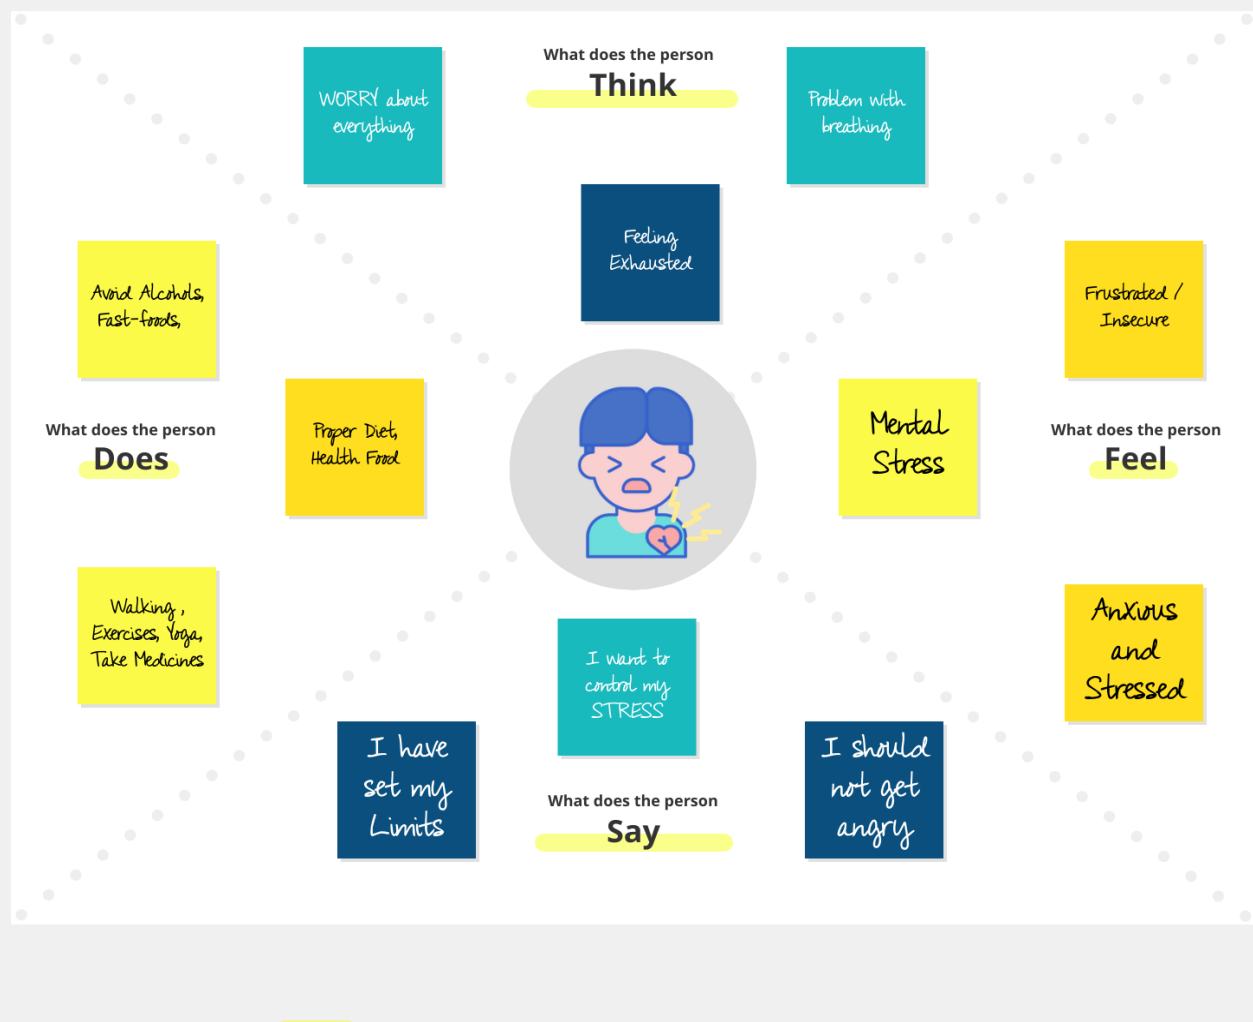 What does the person
Think
WORRY about
everything
Problem with
breathing
Feeling
Exhausted
Avoid Alcohols,
Fast-foods,
Frustrated /
Insecure
What does the person
Does
Proper Diet,
Health Food
Mental
Stress
What does the person
Feel
Walking ,
Exercises, Yoga,
Take Medicines
Anxious
and
Stressed
I want to
control my
STRESS
I have
set my
Limits
I should
not get
angry
What does the person
Say